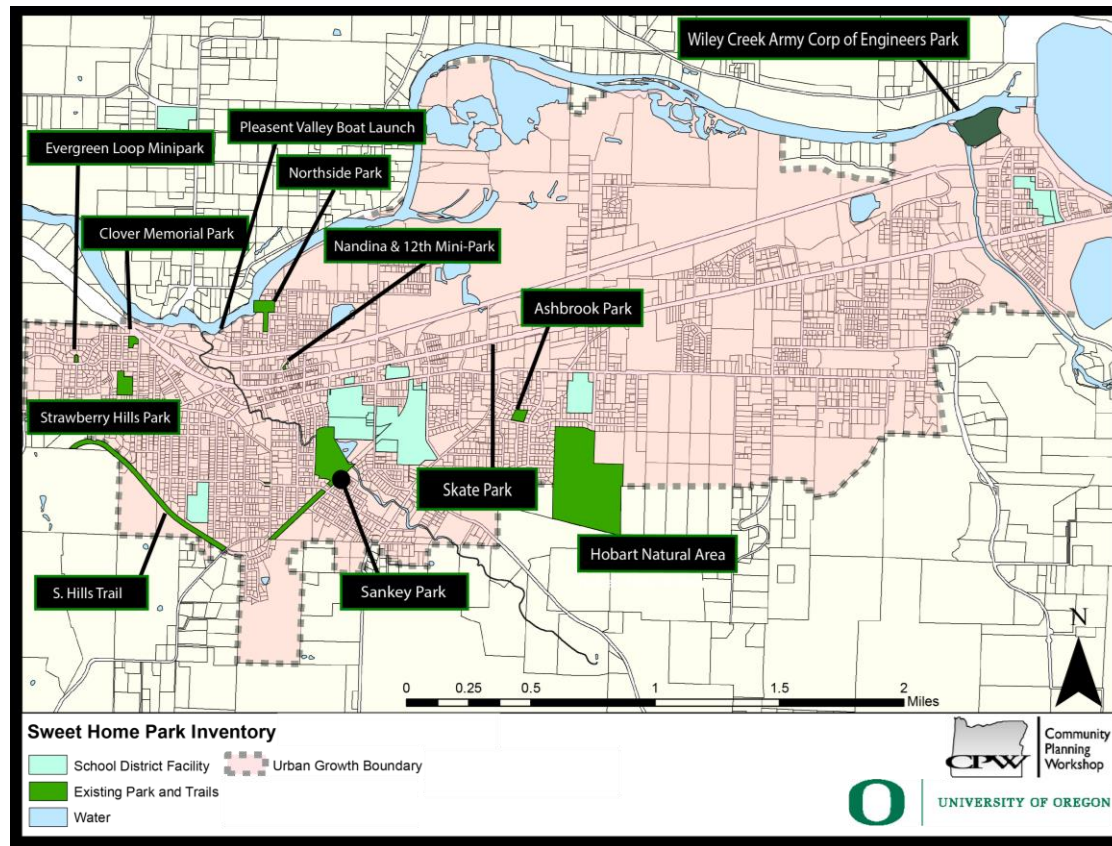 Wiley Creek Army Corp of Engineers Park
Pleasent Valley Boat Launch
Evergreen Loop Minipark
Northside Park
Clover Memorial Park
Nandina & 12th Mini-Park
Ashbrook Park
Strawberry Hills Park
Skate Park
Hobart Natural Area
S. Hills Trail
Sankey Park
N
0 0.25 0.5 1 1.5 2
Miles
Sweet Home Park Inventory
School District Facility
Urban Growth Boundary
Existing Park and Trails
Water
CPW
Community
Planning
Workshop
O
UNIVERSITY OF OREGON